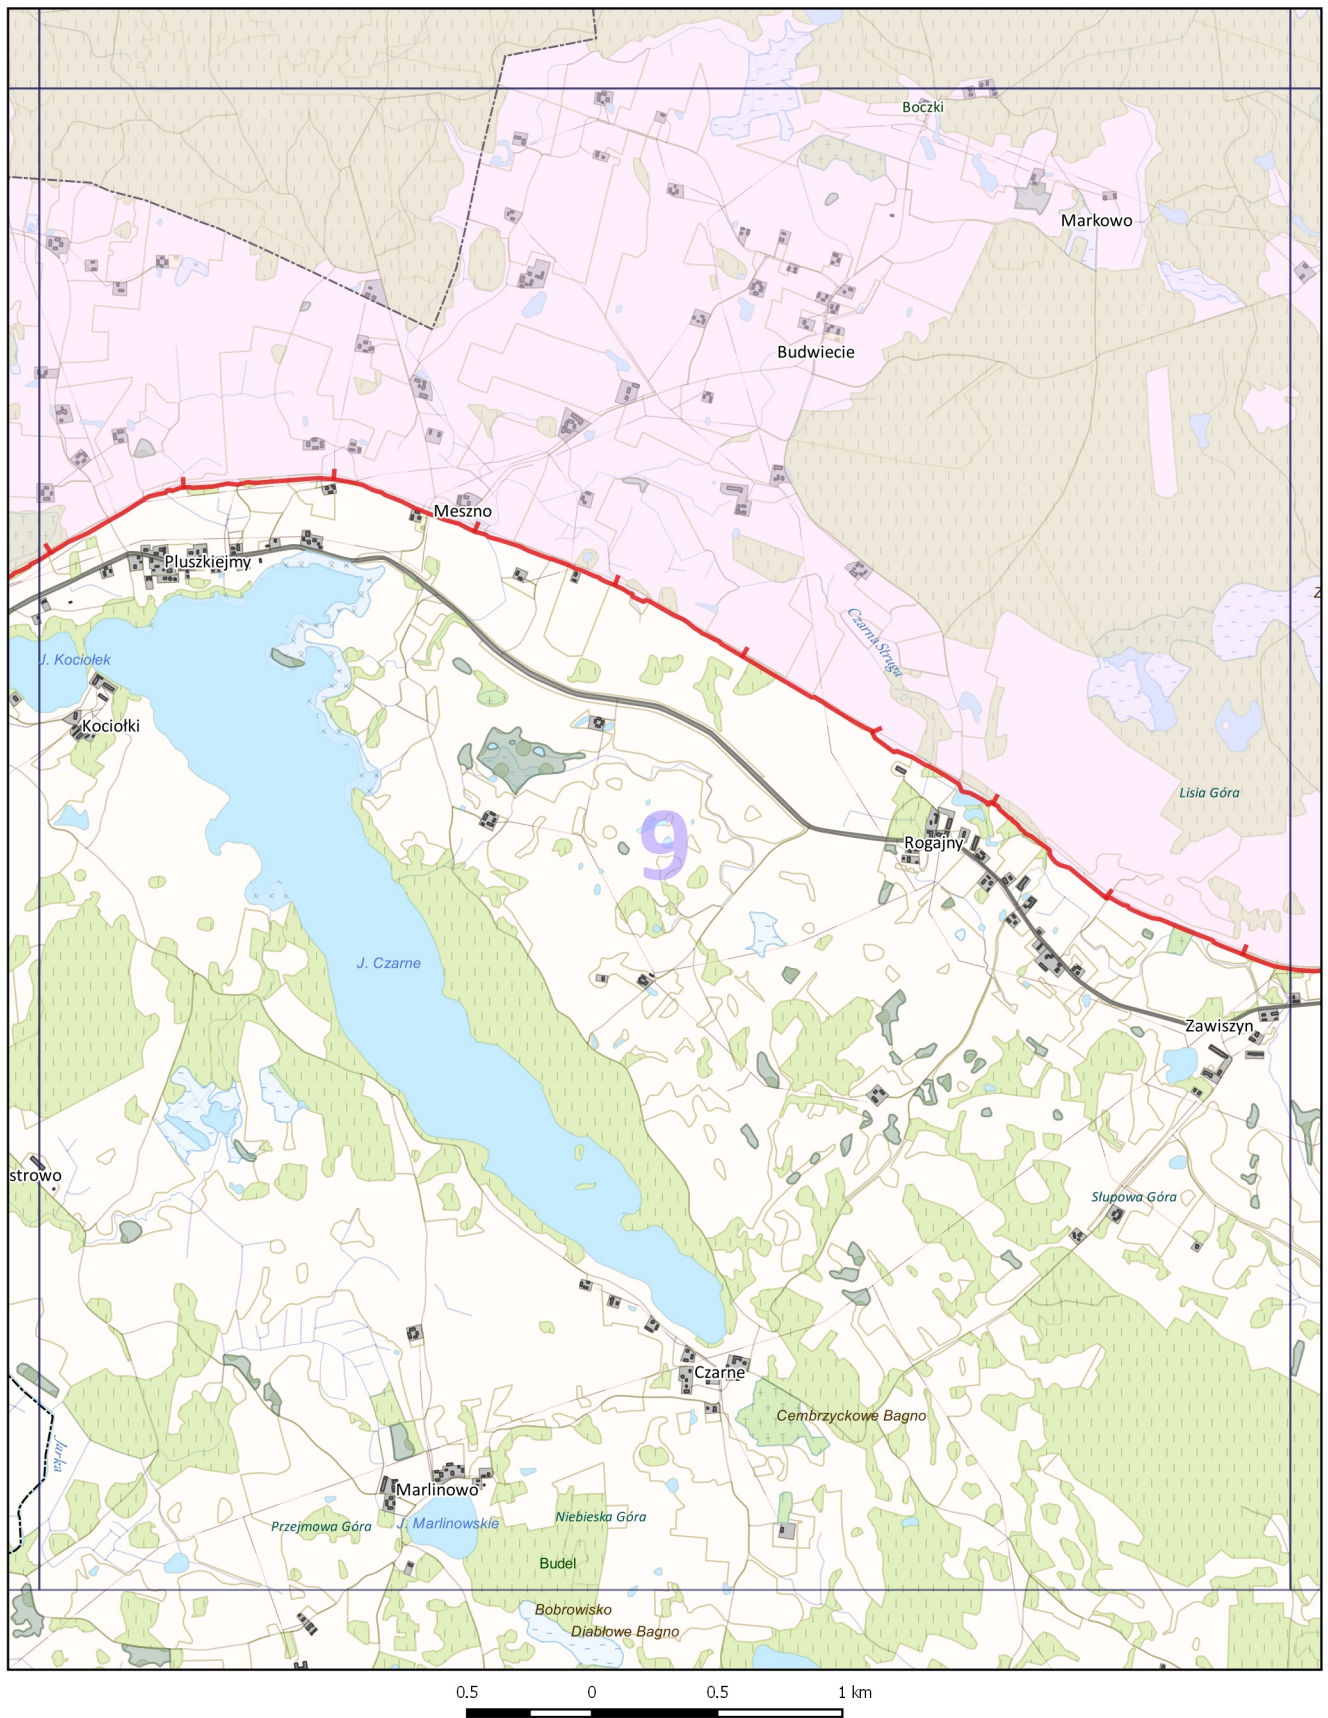 Boczki
Markowo
Budwiecie
Meszno
Pluszkiejmy
Z
Czarna Struga
J. Kociołek
Kociołki
Lisia Góra
9
Rogajny
J. Czarne
Zawiszyn
strowo
Słupowa Góra
Czarne
Cembrzyckowe Bagno
Jarka
Marlinowo
Niebieska Góra
Przejmowa Góra
J. Marlinowskie
Budel
Bobrowisko
Diabłowe Bagno
0.5 0 0.5 1 km